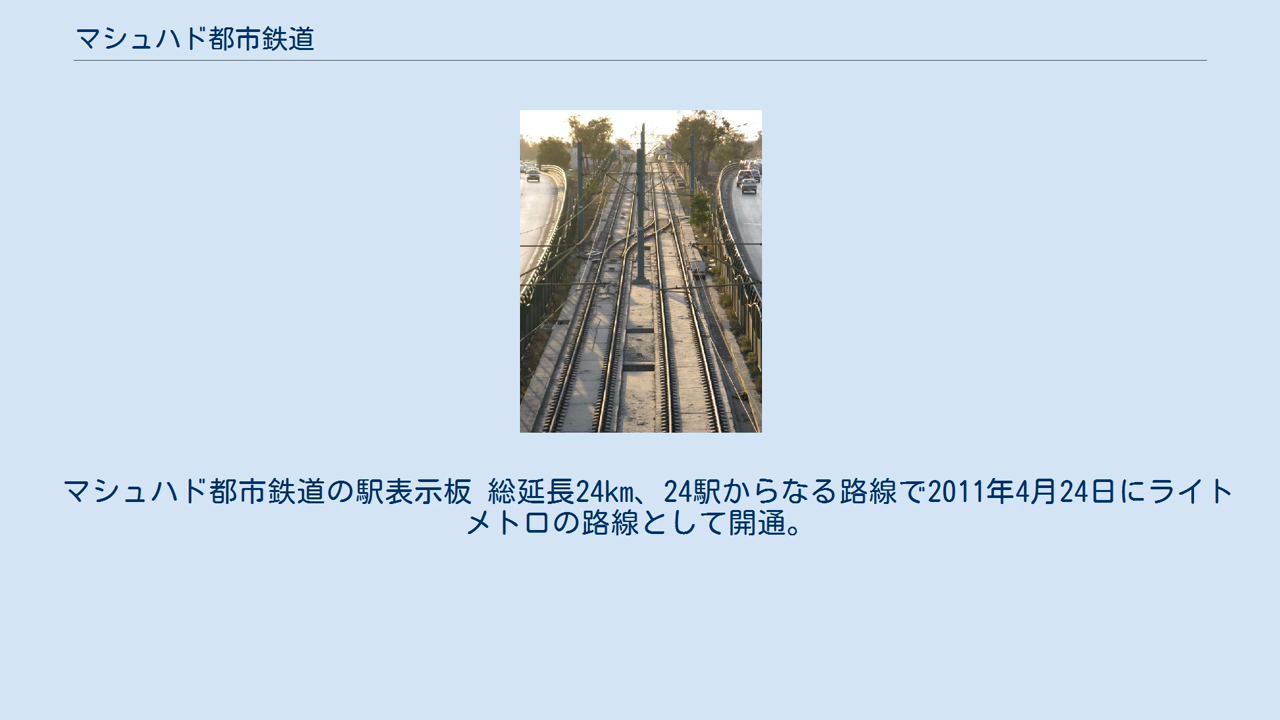 マシュハド都市鉄道
マシュハド都市鉄道の駅表示板 総延長24km、24駅からなる路線で2011年4月24日にライト
メトロの路線として開通。